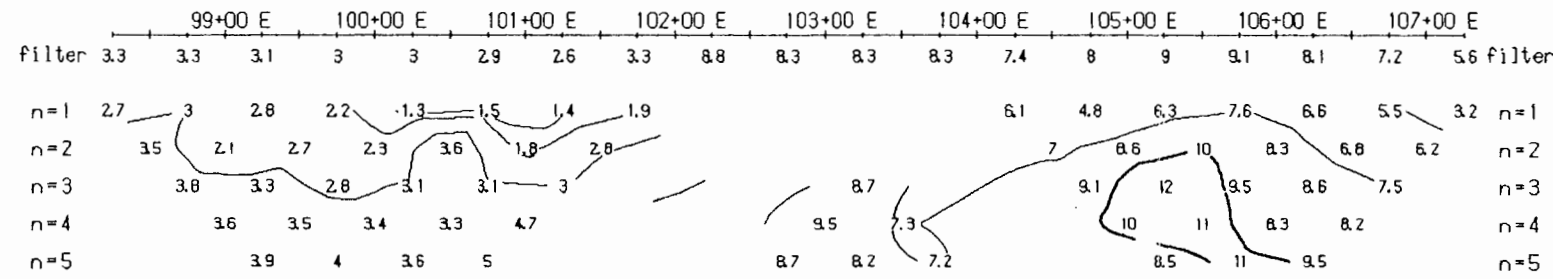 99+00 E 100+00 E 101+00 E 102+00 E 103+00 E 104+00 E 105+00 E 106+00 E 107+00 E
filter 3.3 3.3 3.1 3 3 2.9 2.6 3.3 8.8 8.3 8.3 8.3 7.4 8 9 9.1 8.1 7.2 5.6 filter
n=1 2.7 3 2.8 2.2 -1.3 1.5 1.4 1.9 6.1 4.8 6.3 7.6 6.6 5.5 3.2 n=1
n=2 3.5 2.1 2.7 2.3 3.6 1.8 2.8 7 8.6 10 8.3 6.8 6.2 n=2
n=3 3.8 3.3 2.8 3.1 3.1 3 8.7 9.1 12 9.5 8.6 7.5 n=3
n=4 3.6 3.5 3.4 3.3 4.7 9.5 7.3 10 11 8.3 8.2 n=4
n=5 3.9 4 3.6 5 8.7 8.2 7.2 8.5 11 9.5 n=5